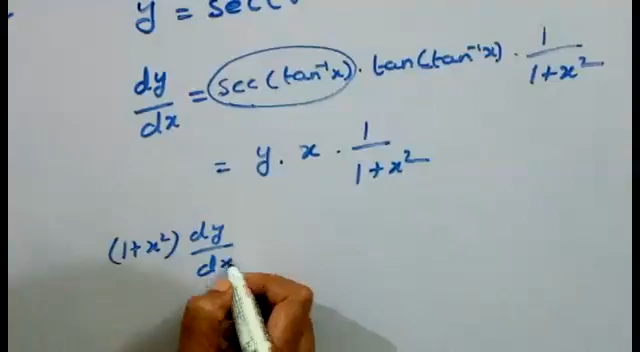 y = sec(
dy/dx = sec(tan⁻¹x) · tan(tan⁻¹x) · 1/(1+x²)
= y · x · 1/(1+x²)
(1+x²) dy/dx